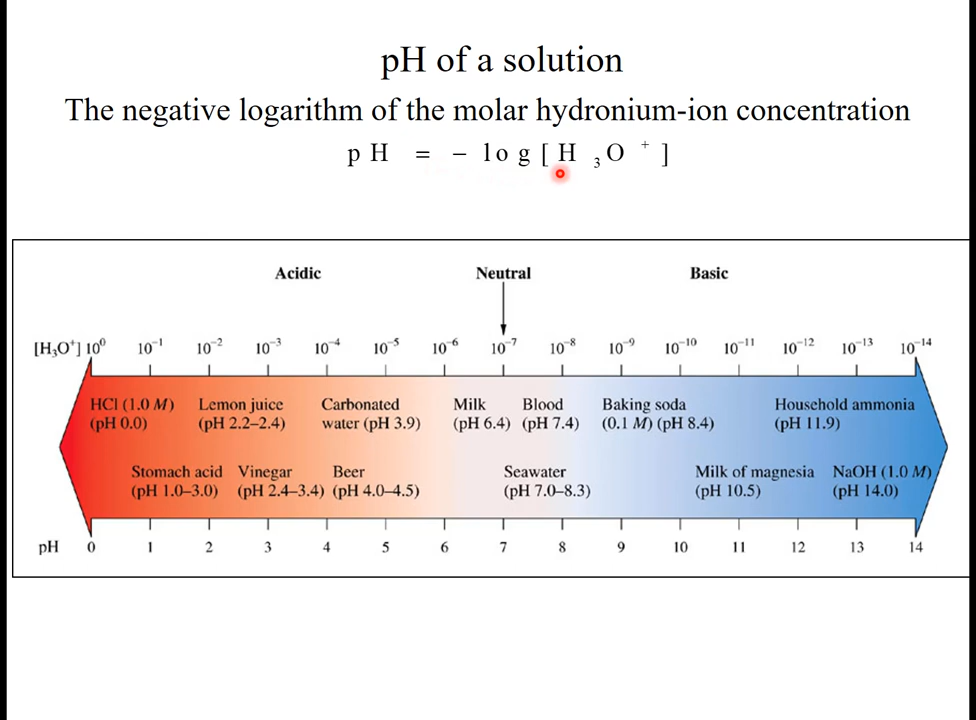 pH of a solution
The negative logarithm of the molar hydronium-ion concentration
pH = − log[H₃O⁺]
Acidic Neutral Basic
[H₃O⁺] 10⁰ 10⁻¹ 10⁻² 10⁻³ 10⁻⁴ 10⁻⁵ 10⁻⁶ 10⁻⁷ 10⁻⁸ 10⁻⁹ 10⁻¹⁰ 10⁻¹¹ 10⁻¹² 10⁻¹³ 10⁻¹⁴
HCl (1.0 M) Lemon juice Carbonated Milk Blood Baking soda Household ammonia
(pH 0.0) (pH 2.2–2.4) water (pH 3.9) (pH 6.4) (pH 7.4) (0.1 M) (pH 8.4) (pH 11.9)
Stomach acid Vinegar Beer Seawater Milk of magnesia NaOH (1.0 M)
(pH 1.0–3.0) (pH 2.4–3.4) (pH 4.0–4.5) (pH 7.0–8.3) (pH 10.5) (pH 14.0)
pH 0 1 2 3 4 5 6 7 8 9 10 11 12 13 14